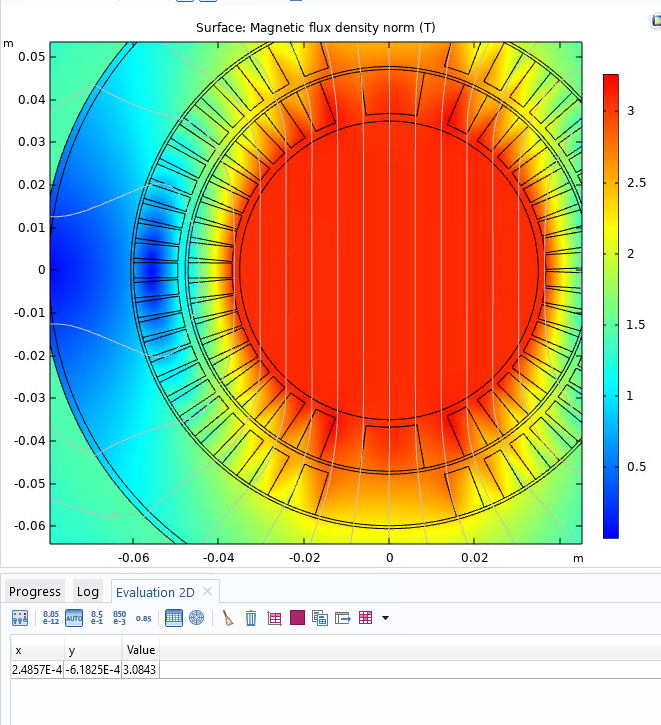 Surface: Magnetic flux density norm (T)
m
0.05
0.04
0.03
0.02
0.01
0
-0.01
-0.02
-0.03
-0.04
-0.05
-0.06
-0.06 -0.04 -0.02 0 0.02 m
3
2.5
2
1.5
1
0.5
Progress Log Evaluation 2D
8.85 e-12 AUTO 8.5 e-1 850 e-3 0.85
x y Value
2.4857E-4 -6.1825E-4 3.0843